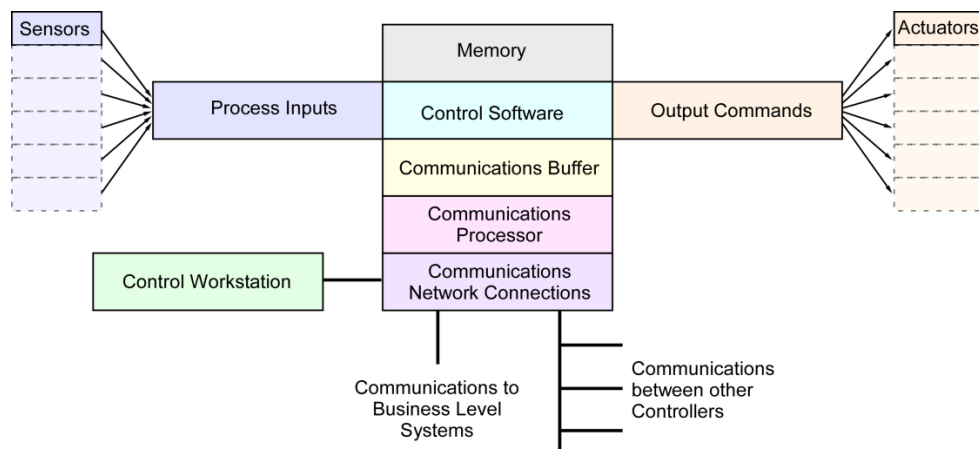 Sensors
Actuators
Memory
Process Inputs
Control Software
Output Commands
Communications Buffer
Communications
Processor
Control Workstation
Communications
Network Connections
Communications to
Business Level
Systems
Communications
between other
Controllers